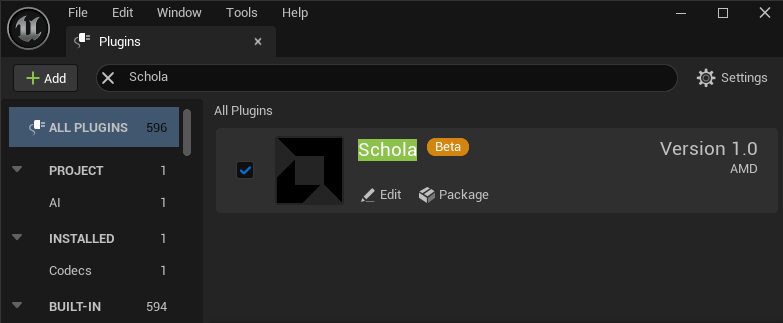 File Edit Window Tools Help
Plugins
Add
Schola
Settings
ALL PLUGINS 596
PROJECT 1
AI 1
INSTALLED 1
Codecs 1
BUILT-IN 594
All Plugins
Schola Beta
Version 1.0
AMD
Edit Package